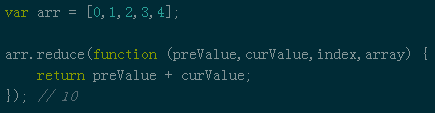 var arr = [0,1,2,3,4];
arr.reduce(function (preValue,curValue,index,array) {
    return preValue + curValue;
}); // 10